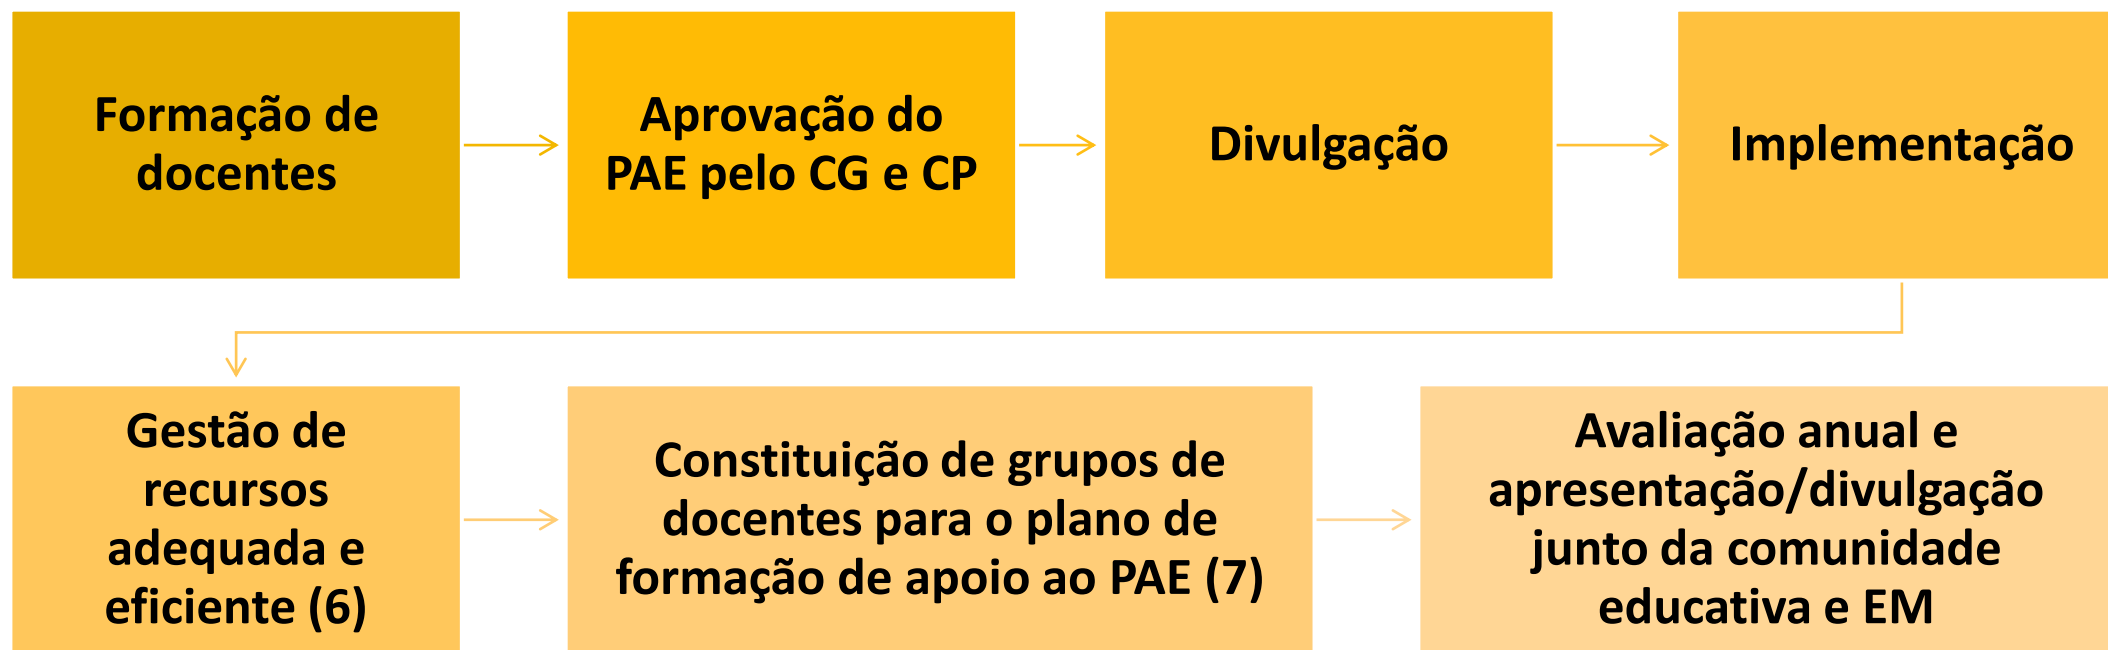 Formação de
docentes
Aprovação do
PAE pelo CG e CP
Divulgação
Implementação
Gestão de
recursos
adequada e
eficiente (6)
Constituição de grupos de
docentes para o plano de
formação de apoio ao PAE (7)
Avaliação anual e
apresentação/divulgação
junto da comunidade
educativa e EM